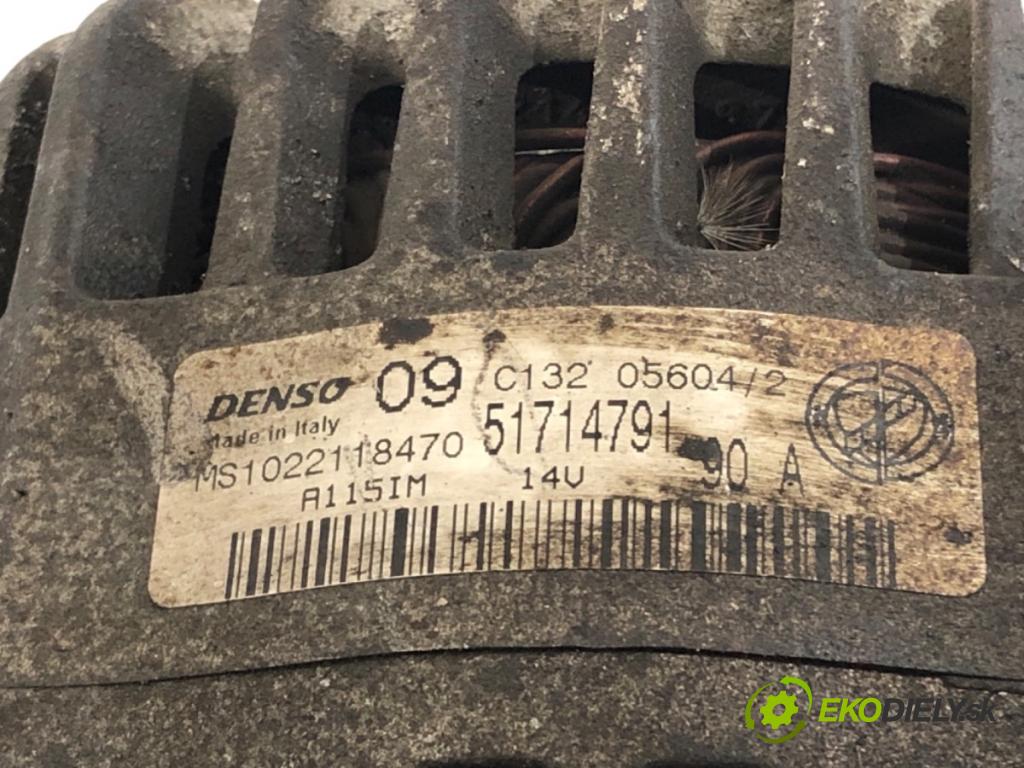 DENSO 09 C132 05604/2
Made in Italy
MS1022118470 51714791 90 A
A115IM 14V
EKODIELY.sk